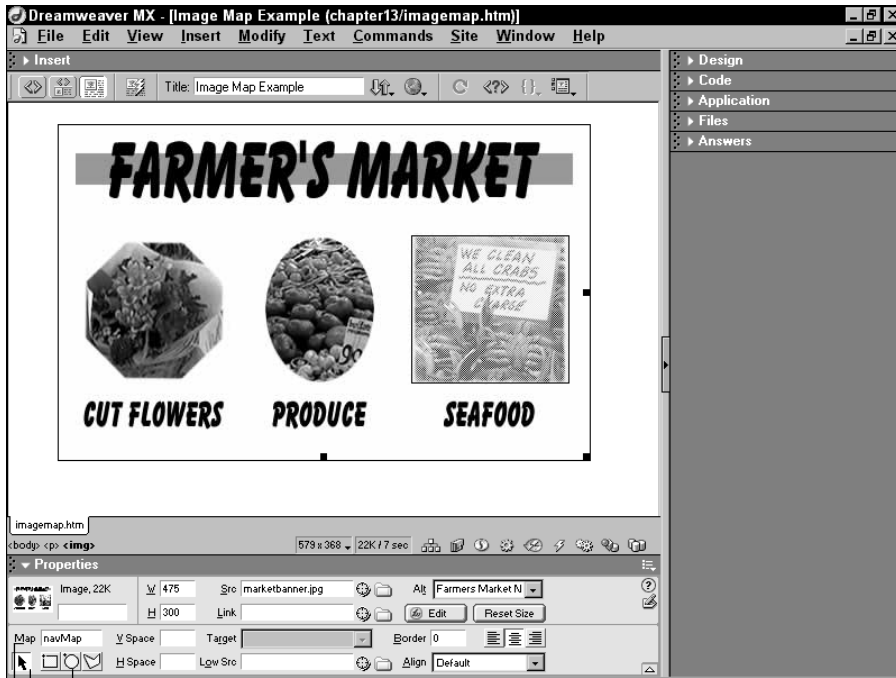 Dreamweaver MX - [Image Map Example (chapter13/imagemap.htm)]
File Edit View Insert Modify Text Commands Site Window Help
Insert
Title: Image Map Example
Design
Code
Application
Files
Answers
FARMER'S MARKET
WE CLEAN
ALL CRABS
NO EXTRA
CHARGE
90
CUT FLOWERS PRODUCE SEAFOOD
imagemap.htm
<body> <p> <img> 579 x 368 22K / 7 sec
Properties
Image, 22K W 475 Src marketbanner.jpg Alt Farmers Market N
H 300 Link Edit Reset Size
Map navMap V Space Target Border 0
H Space Low Src Align Default